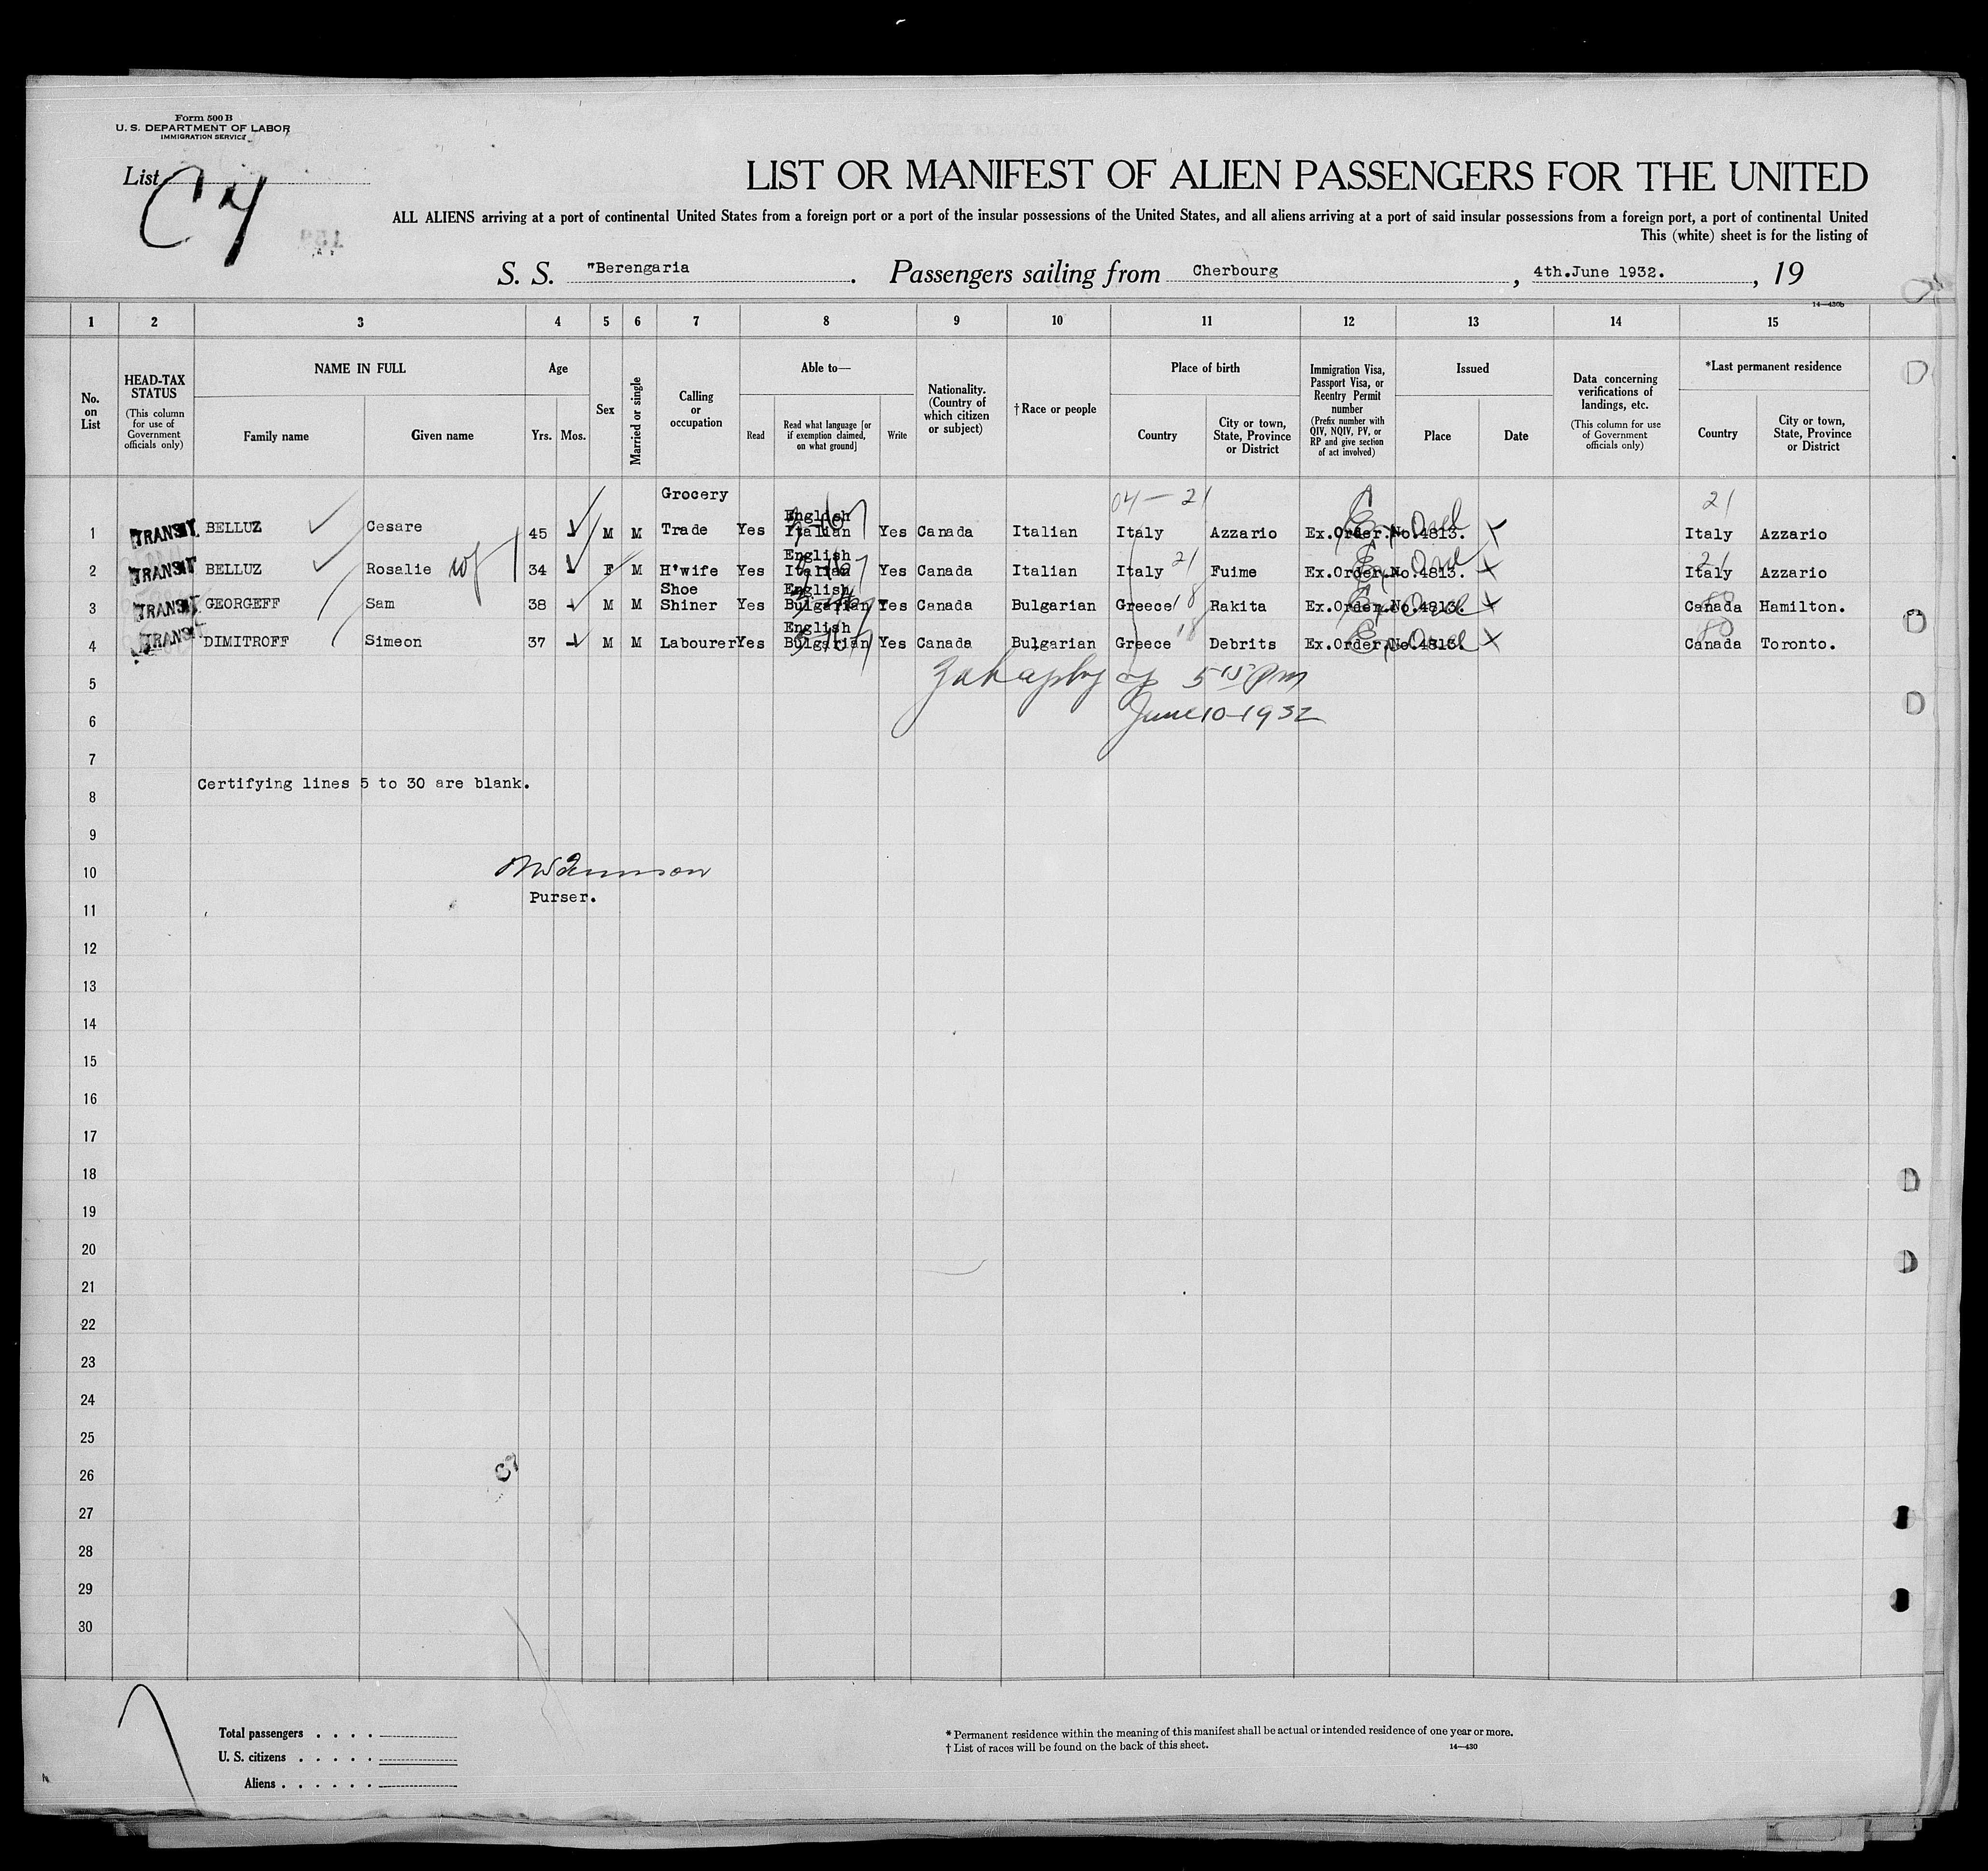 Form 500 B
U. S. DEPARTMENT OF LABOR
IMMIGRATION SERVICE
List
LIST OR MANIFEST OF ALIEN PASSENGERS FOR THE UNITED
ALL ALIENS arriving at a port of continental United States from a foreign port or a port of the insular possessions of the United States, and all aliens arriving at a port of said insular possessions from a foreign port, a port of continental United
This (white) sheet is for the listing of
S. S. "Berengaria . Passengers sailing from Cherbourg , 4th.June 1932. , 19
14—430b
1 2 3 4 5 6 7 8 9 10 11 12 13 14 15
No. on List
HEAD-TAX STATUS (This column for use of Government officials only)
NAME IN FULL
Family name Given name
Age
Yrs. Mos.
Sex
Married or single
Calling or occupation
Able to—
Read Read what language [or if exemption claimed, on what ground] Write
Nationality. (Country of which citizen or subject)
†Race or people
Place of birth
Country City or town, State, Province or District
Immigration Visa, Passport Visa, or Reentry Permit number (Prefix number with QIV, NQIV, PV, or RP and give section of act involved)
Issued
Place Date
Data concerning verifications of landings, etc. (This column for use of Government officials only)
*Last permanent residence
Country City or town, State, Province or District
04 — 21 21
1 TRANSIT. BELLUZ Cesare 45 M M Grocery Trade Yes English Italian Yes Canada Italian Italy Azzario Ex.Order.No.4813. Italy Azzario
2 TRANSIT BELLUZ Rosalie wf 34 F M H'wife Yes English Italian Yes Canada Italian Italy 21 Fuime Ex.Order.No.4813. 21 Italy Azzario
3 TRANSIT. GEORGEFF Sam 38 M M Shoe Shiner Yes English Bulgarian Yes Canada Bulgarian Greece 18 Rakita Ex.Order.No.4813. Canada Hamilton.
4 TRANSIT DIMITROFF Simeon 37 M M Labourer Yes English Bulgarian Yes Canada Bulgarian Greece 18 Debrits Ex.Order.No.4813. Canada Toronto.
5 5 15 Pm
6 June 10-1932
7
Certifying lines 5 to 30 are blank.
8
9
10
Purser.
11
12
13
14
15
16
17
18
19
20
21
22
23
24
25
26
27
28
29
30
Total passengers . . . .
U. S. citizens . . . . .
Aliens . . . . . .
* Permanent residence within the meaning of this manifest shall be actual or intended residence of one year or more.
† List of races will be found on the back of this sheet.
14—430